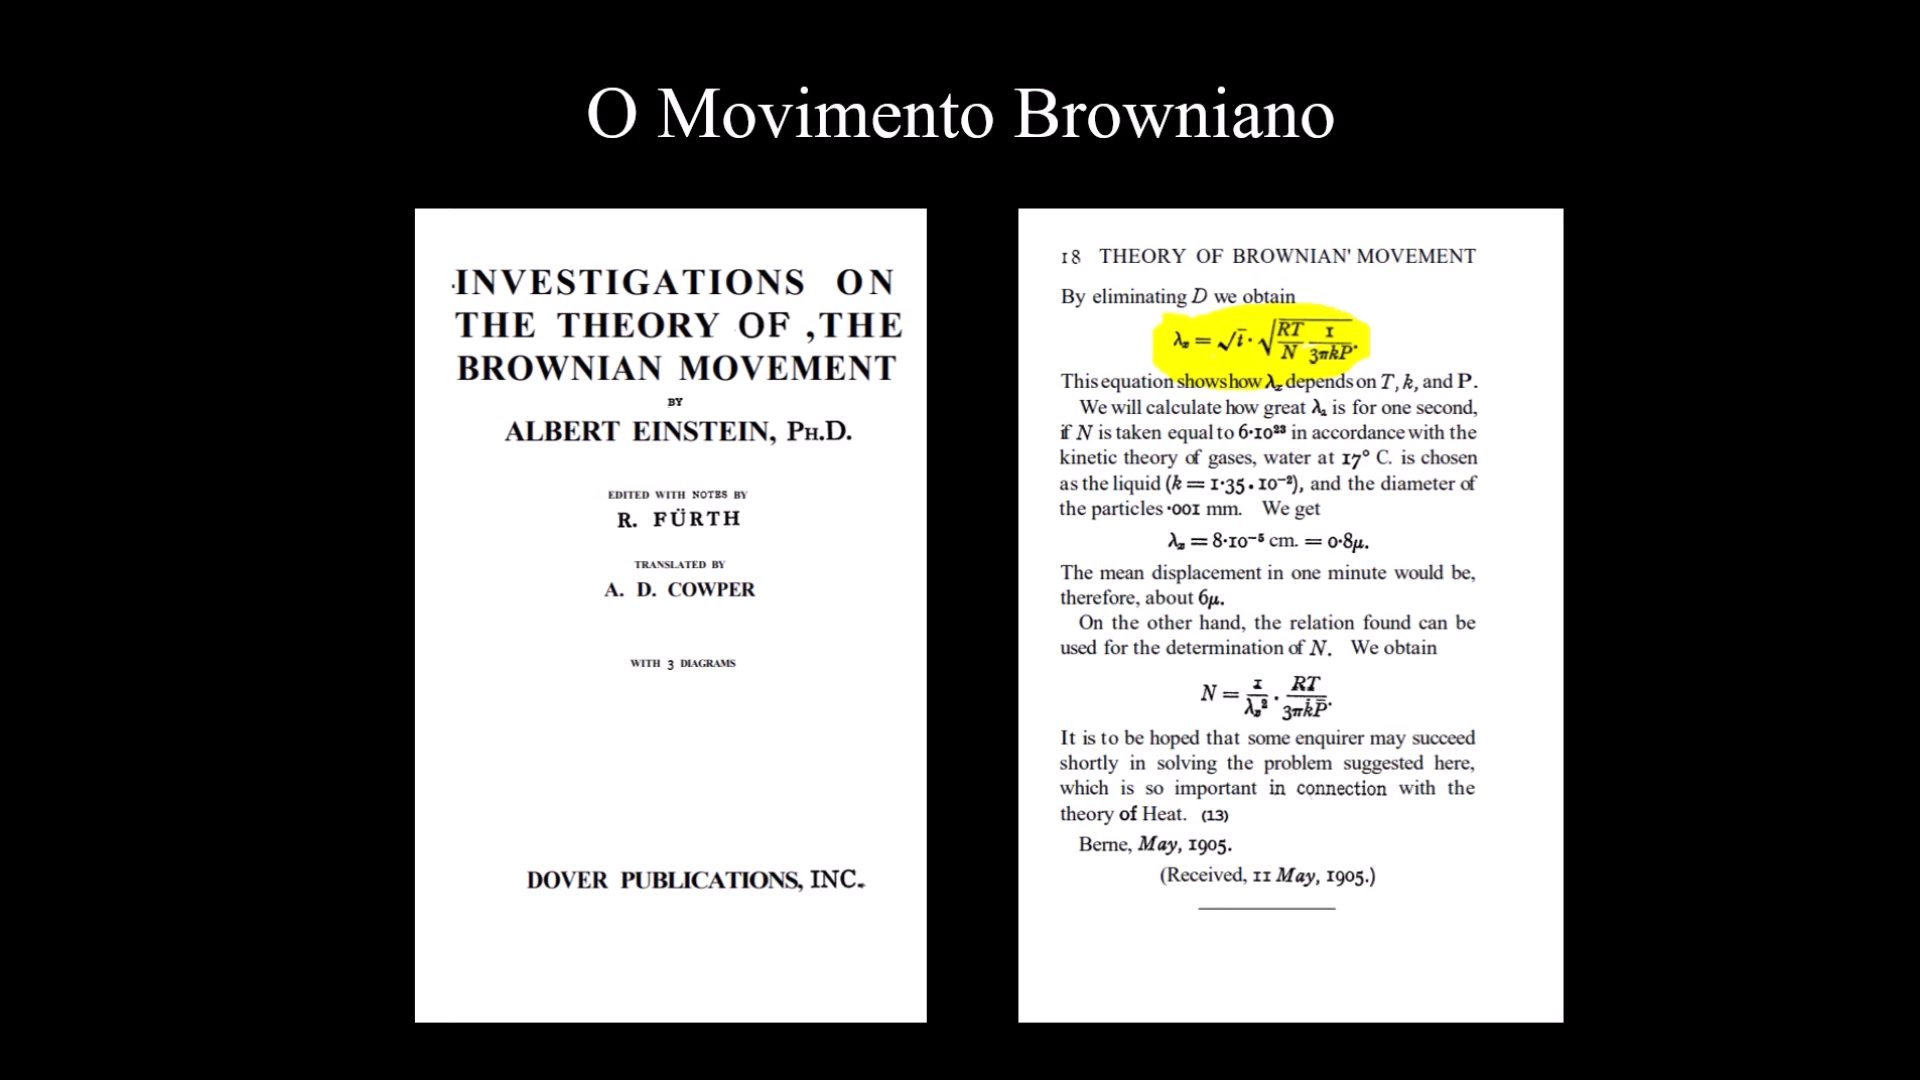 O Movimento Browniano
INVESTIGATIONS ON
THE THEORY OF ,THE
BROWNIAN MOVEMENT
BY
ALBERT EINSTEIN, PH.D.
EDITED WITH NOTES BY
R. FÜRTH
TRANSLATED BY
A. D. COWPER
WITH 3 DIAGRAMS
DOVER PUBLICATIONS, INC.
18 THEORY OF BROWNIAN' MOVEMENT
By eliminating D we obtain
λₓ = √t · √(RT/N 1/3πkP).
This equation shows how λₓ depends on T, k, and P.
We will calculate how great λₓ is for one second,
if N is taken equal to 6·10²³ in accordance with the
kinetic theory of gases, water at 17° C. is chosen
as the liquid (k = 1·35 . 10⁻²), and the diameter of
the particles ·001 mm. We get
λₓ = 8·10⁻⁵ cm. = 0·8μ.
The mean displacement in one minute would be,
therefore, about 6μ.
On the other hand, the relation found can be
used for the determination of N. We obtain
N = 1/λₓ² · RT/3πkP.
It is to be hoped that some enquirer may succeed
shortly in solving the problem suggested here,
which is so important in connection with the
theory of Heat. (13)
Berne, May, 1905.
(Received, 11 May, 1905.)